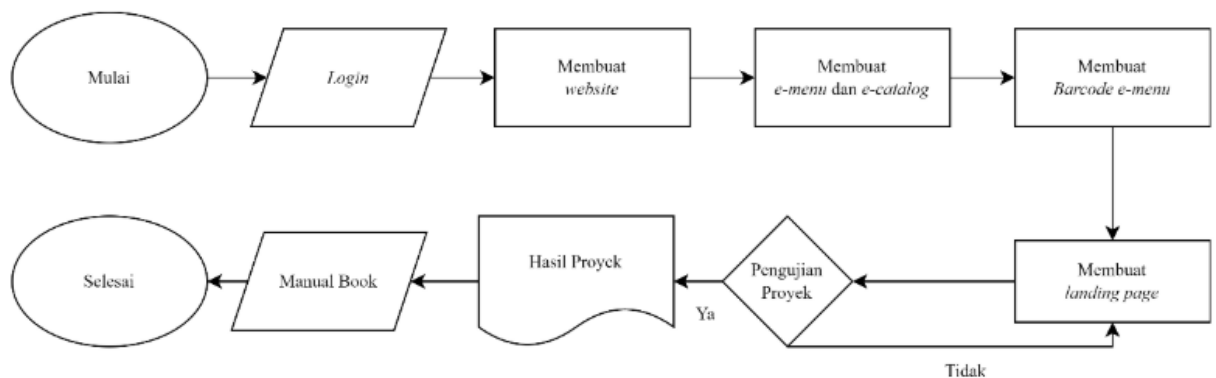 Mulai
Login
Membuat
website
Membuat
e-menu dan e-catalog
Membuat
Barcode e-menu
Selesai
Manual Book
Hasil Proyek
Ya
Pengujian
Proyek
Membuat
landing page
Tidak